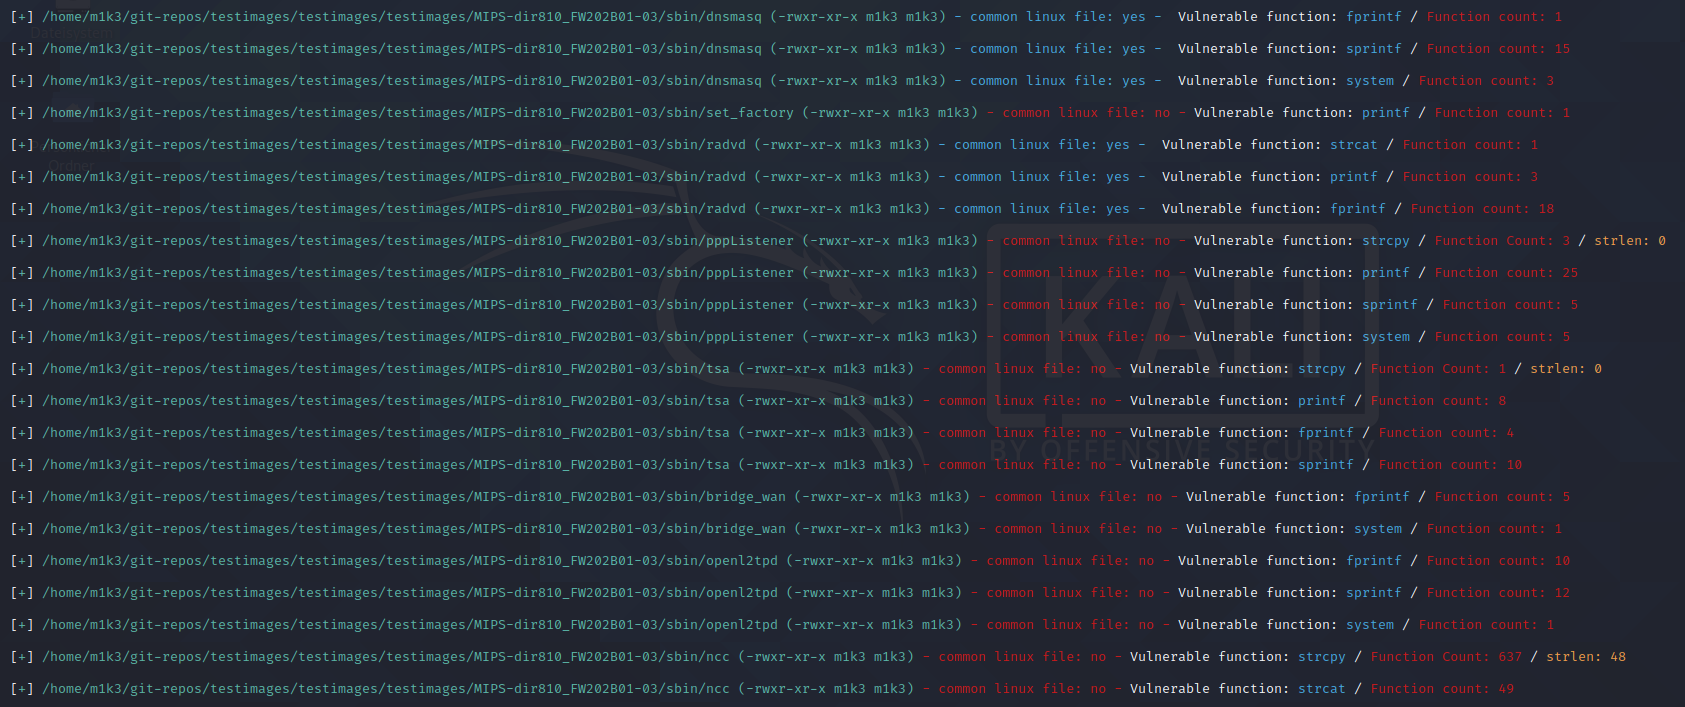 [+] /home/m1k3/git-repos/testimages/testimages/testimages/MIPS-dir810_FW202B01-03/sbin/dnsmasq (-rwxr-xr-x m1k3 m1k3) - common linux file: yes -  Vulnerable function: fprintf / Function count: 1
[+] /home/m1k3/git-repos/testimages/testimages/testimages/MIPS-dir810_FW202B01-03/sbin/dnsmasq (-rwxr-xr-x m1k3 m1k3) - common linux file: yes -  Vulnerable function: sprintf / Function count: 15
[+] /home/m1k3/git-repos/testimages/testimages/testimages/MIPS-dir810_FW202B01-03/sbin/dnsmasq (-rwxr-xr-x m1k3 m1k3) - common linux file: yes -  Vulnerable function: system / Function count: 3
[+] /home/m1k3/git-repos/testimages/testimages/testimages/MIPS-dir810_FW202B01-03/sbin/set_factory (-rwxr-xr-x m1k3 m1k3) - common linux file: no - Vulnerable function: printf / Function count: 1
[+] /home/m1k3/git-repos/testimages/testimages/testimages/MIPS-dir810_FW202B01-03/sbin/radvd (-rwxr-xr-x m1k3 m1k3) - common linux file: yes -  Vulnerable function: strcat / Function count: 1
Ordner
[+] /home/m1k3/git-repos/testimages/testimages/testimages/MIPS-dir810_FW202B01-03/sbin/radvd (-rwxr-xr-x m1k3 m1k3) - common linux file: yes -  Vulnerable function: printf / Function count: 3
[+] /home/m1k3/git-repos/testimages/testimages/testimages/MIPS-dir810_FW202B01-03/sbin/radvd (-rwxr-xr-x m1k3 m1k3) - common linux file: yes -  Vulnerable function: fprintf / Function count: 18
[+] /home/m1k3/git-repos/testimages/testimages/testimages/MIPS-dir810_FW202B01-03/sbin/pppListener (-rwxr-xr-x m1k3 m1k3) - common linux file: no - Vulnerable function: strcpy / Function Count: 3 / strlen: 0
[+] /home/m1k3/git-repos/testimages/testimages/testimages/MIPS-dir810_FW202B01-03/sbin/pppListener (-rwxr-xr-x m1k3 m1k3) - common linux file: no - Vulnerable function: printf / Function count: 25
[+] /home/m1k3/git-repos/testimages/testimages/testimages/MIPS-dir810_FW202B01-03/sbin/pppListener (-rwxr-xr-x m1k3 m1k3) - common linux file: no - Vulnerable function: sprintf / Function count: 5
KALI
[+] /home/m1k3/git-repos/testimages/testimages/testimages/MIPS-dir810_FW202B01-03/sbin/pppListener (-rwxr-xr-x m1k3 m1k3) - common linux file: no - Vulnerable function: system / Function count: 5
[+] /home/m1k3/git-repos/testimages/testimages/testimages/MIPS-dir810_FW202B01-03/sbin/tsa (-rwxr-xr-x m1k3 m1k3) - common linux file: no - Vulnerable function: strcpy / Function Count: 1 / strlen: 0
[+] /home/m1k3/git-repos/testimages/testimages/testimages/MIPS-dir810_FW202B01-03/sbin/tsa (-rwxr-xr-x m1k3 m1k3) - common linux file: no - Vulnerable function: printf / Function count: 8
[+] /home/m1k3/git-repos/testimages/testimages/testimages/MIPS-dir810_FW202B01-03/sbin/tsa (-rwxr-xr-x m1k3 m1k3) - common linux file: no - Vulnerable function: fprintf / Function count: 4
BY OFFENSIVE SECURITY
[+] /home/m1k3/git-repos/testimages/testimages/testimages/MIPS-dir810_FW202B01-03/sbin/tsa (-rwxr-xr-x m1k3 m1k3) - common linux file: no - Vulnerable function: sprintf / Function count: 10
[+] /home/m1k3/git-repos/testimages/testimages/testimages/MIPS-dir810_FW202B01-03/sbin/bridge_wan (-rwxr-xr-x m1k3 m1k3) - common linux file: no - Vulnerable function: fprintf / Function count: 5
[+] /home/m1k3/git-repos/testimages/testimages/testimages/MIPS-dir810_FW202B01-03/sbin/bridge_wan (-rwxr-xr-x m1k3 m1k3) - common linux file: no - Vulnerable function: system / Function count: 1
[+] /home/m1k3/git-repos/testimages/testimages/testimages/MIPS-dir810_FW202B01-03/sbin/openl2tpd (-rwxr-xr-x m1k3 m1k3) - common linux file: no - Vulnerable function: fprintf / Function count: 10
[+] /home/m1k3/git-repos/testimages/testimages/testimages/MIPS-dir810_FW202B01-03/sbin/openl2tpd (-rwxr-xr-x m1k3 m1k3) - common linux file: no - Vulnerable function: sprintf / Function count: 12
[+] /home/m1k3/git-repos/testimages/testimages/testimages/MIPS-dir810_FW202B01-03/sbin/openl2tpd (-rwxr-xr-x m1k3 m1k3) - common linux file: no - Vulnerable function: system / Function count: 1
[+] /home/m1k3/git-repos/testimages/testimages/testimages/MIPS-dir810_FW202B01-03/sbin/ncc (-rwxr-xr-x m1k3 m1k3) - common linux file: no - Vulnerable function: strcpy / Function Count: 637 / strlen: 48
[+] /home/m1k3/git-repos/testimages/testimages/testimages/MIPS-dir810_FW202B01-03/sbin/ncc (-rwxr-xr-x m1k3 m1k3) - common linux file: no - Vulnerable function: strcat / Function count: 49